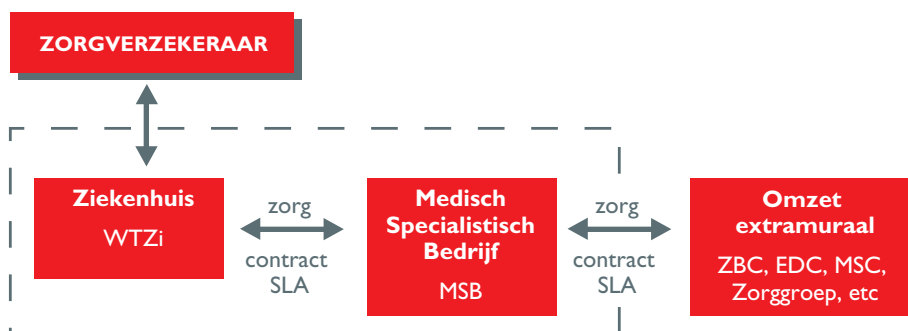 ZORGVERZEKERAAR
Ziekenhuis
WTZi
zorg
contract
SLA
Medisch
Specialistisch
Bedrijf
MSB
zorg
contract
SLA
Omzet
extramuraal
ZBC, EDC, MSC,
Zorggroep, etc